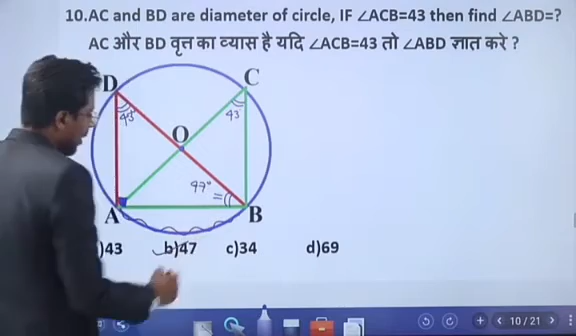 10.AC and BD are diameter of circle, IF ∠ACB=43 then find ∠ABD=?
AC और BD वृत्त का व्यास है यदि ∠ACB=43 तो ∠ABD ज्ञात करे ?
D C
43° 43
O
47°
A B
)43 b)47 c)34 d)69
10 / 21